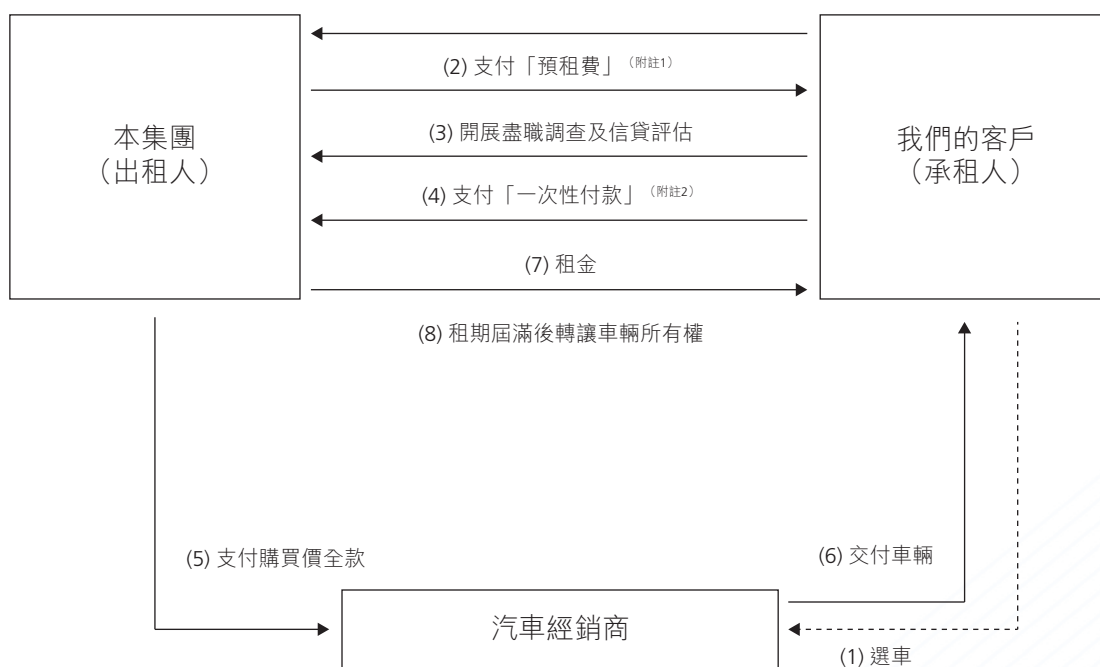 (2) 支付「預租費」（附註1）
(3) 開展盡職調查及信貸評估
本集團
（出租人）
我們的客戶
（承租人）
(4) 支付「一次性付款」（附註2）
(7) 租金
(8) 租期屆滿後轉讓車輛所有權
(5) 支付購買價全款
(6) 交付車輛
汽車經銷商
(1) 選車